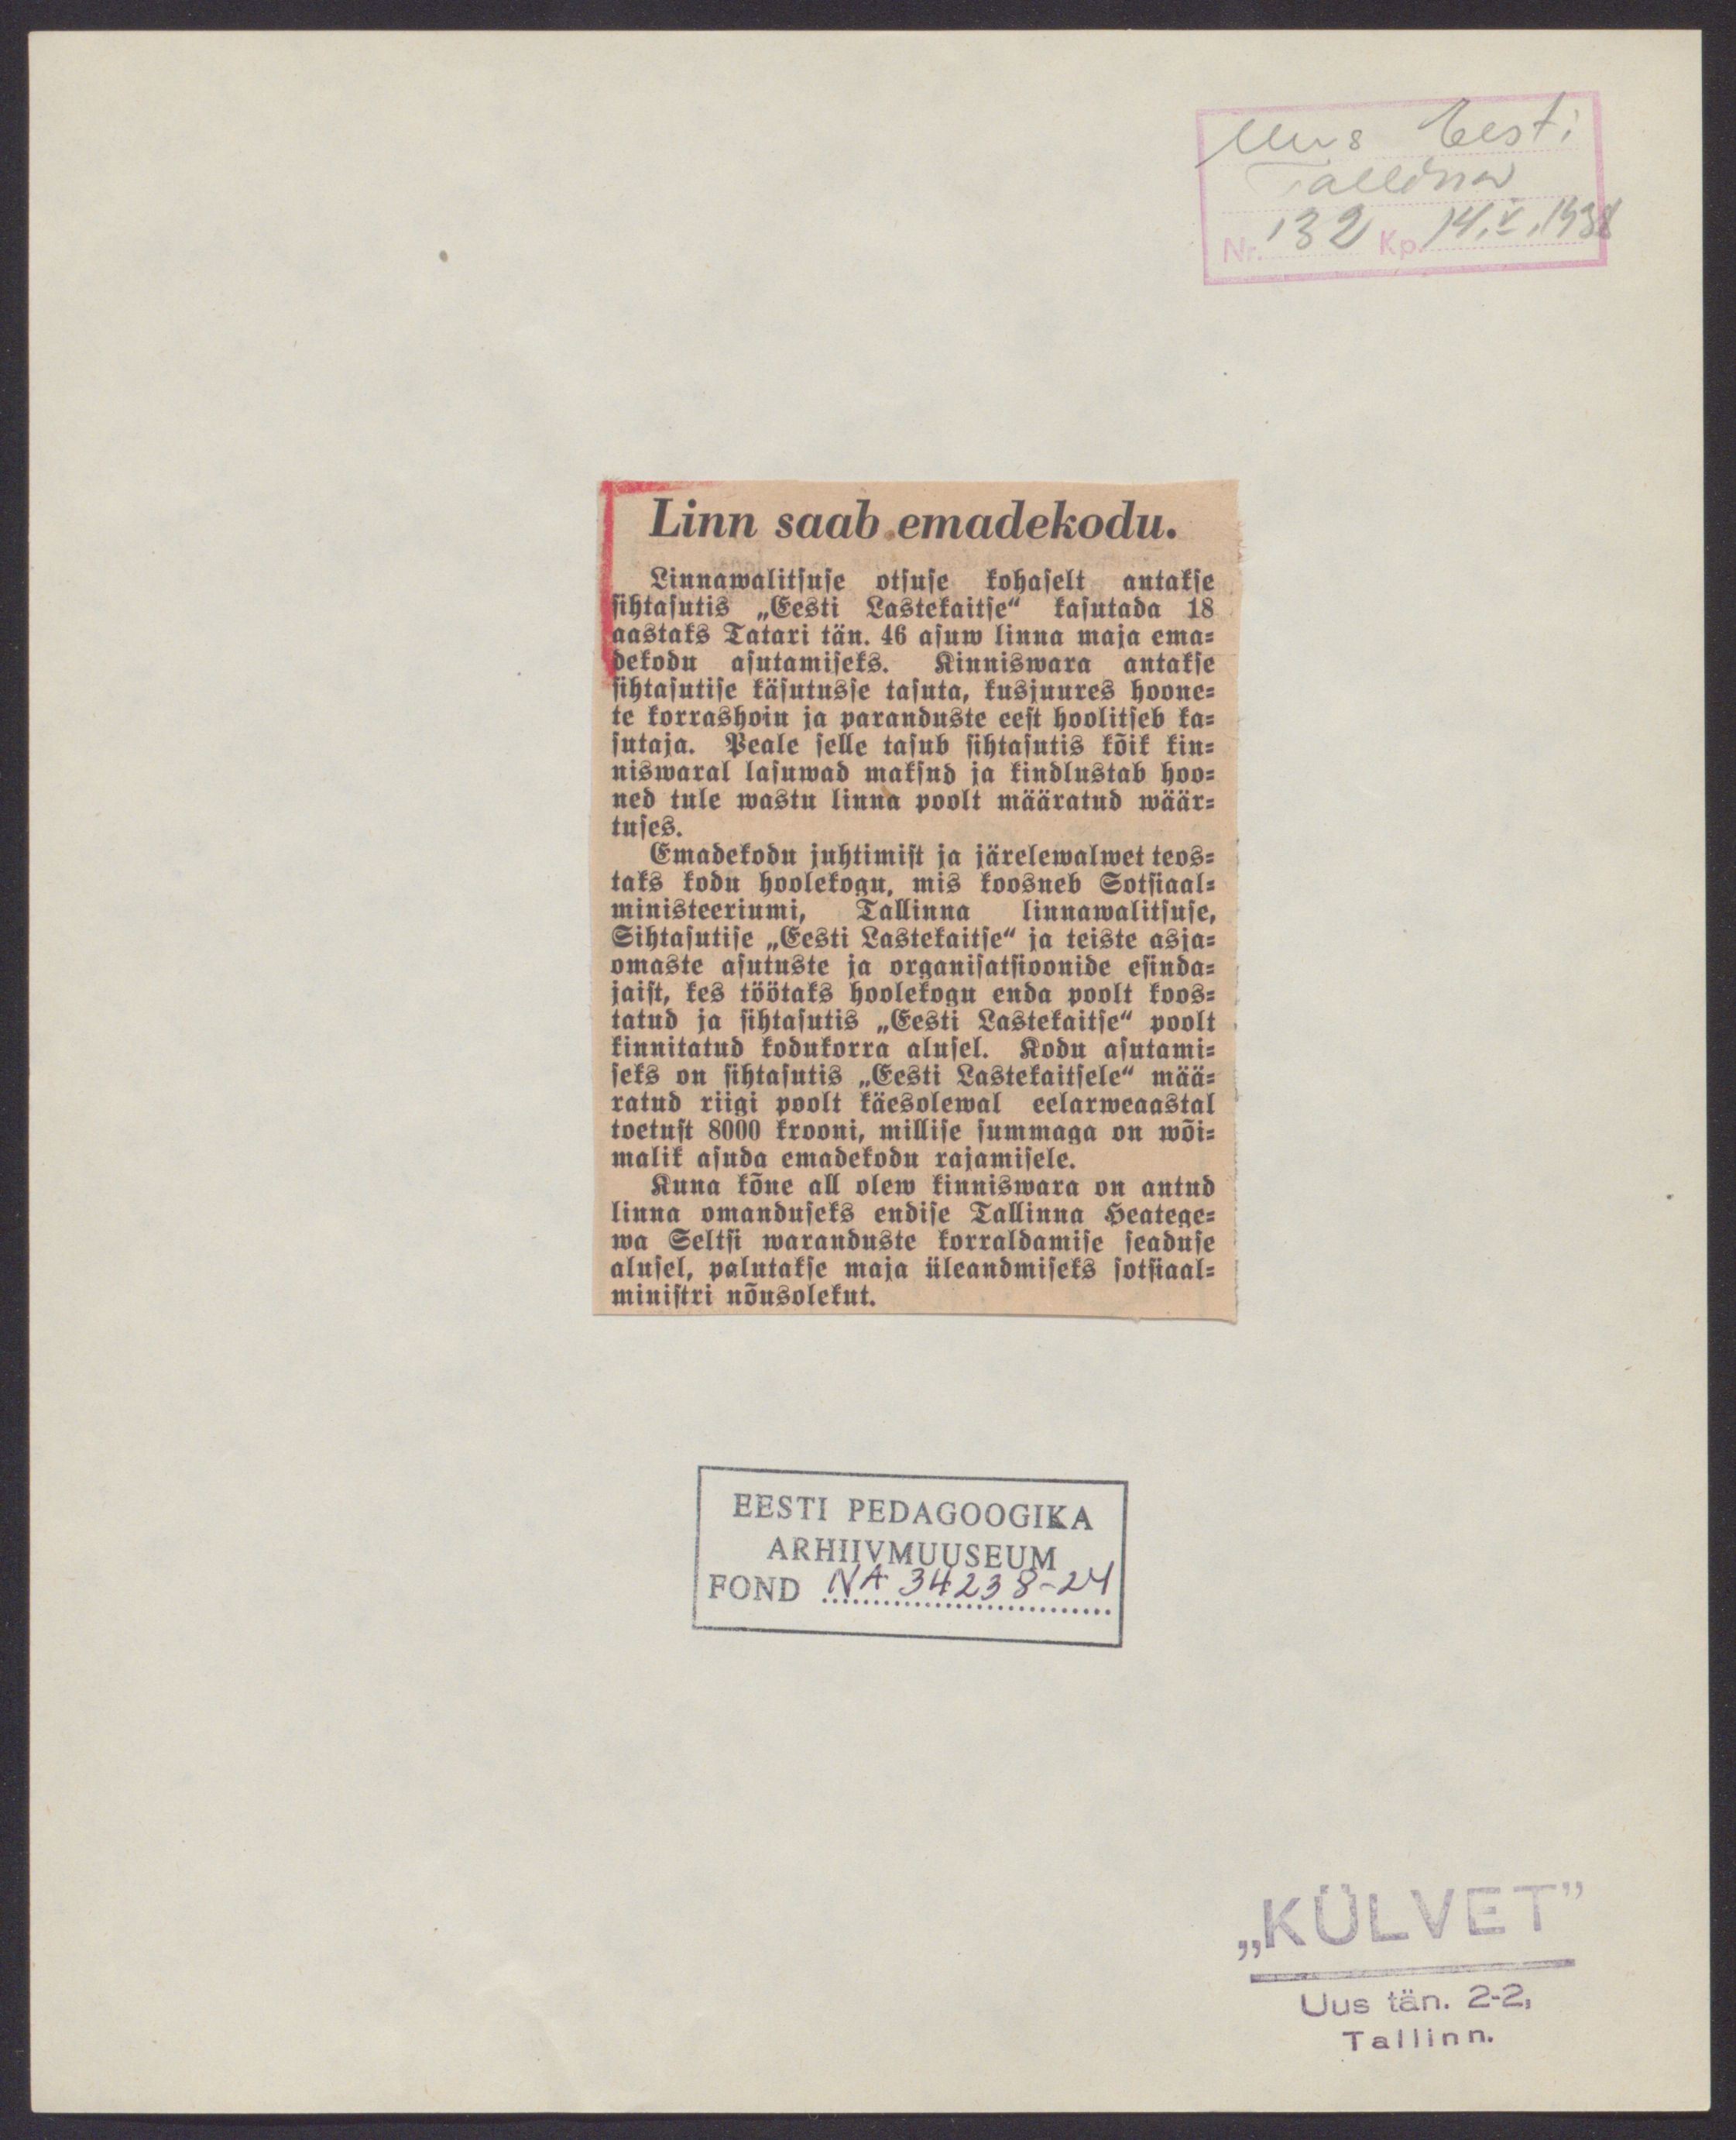 Uus Eesti
Tallinn
Nr. 132 Kp. 14.V.1938
Linn saab emadekodu.
Linnawalitsuse otsuse kohaselt antakse
sihtasutis „Eesti Lastekaitse“ kasutada 18
aastaks Tatari tän. 46 asuw linna maja ema-
dekodu asutamiseks. Kinniswara antakse
sihtasutise käsutusse tasuta, kusjuures hoone-
te korrashoiu ja paranduste eest hoolitseb ka-
sutaja. Peale selle tasub sihtasutis kõik kin-
niswaral lasuwad maksud ja kindlustab hoo-
ned tule wastu linna poolt määratud wäär-
tuses.
Emadekodu juhtimist ja järelewalwet teos-
taks kodu hoolekogu, mis koosneb Sotsiaal-
ministeeriumi, Tallinna linnawalitsuse,
Sihtasutise „Eesti Lastekaitse“ ja teiste asja-
omaste asutuste ja organisatsioonide esinda-
jaist, kes töötaks hoolekogu enda poolt koos-
tatud ja sihtasutis „Eesti Lastekaitse“ poolt
kinnitatud kodukorra alusel. Kodu asutami-
seks on sihtasutis „Eesti Lastekaitsele“ mää-
ratud riigi poolt käesolewal eelarweaastal
toetust 8000 krooni, millise summaga on wõi-
malik asuda emadekodu rajamisele.
Kuna kõne all olew kinniswara on antud
linna omanduseks endise Tallinna Heatege-
wa Seltsi waranduste korraldamise seaduse
alusel, palutakse maja üleandmiseks sotsiaal-
ministri nõusolekut.
EESTI PEDAGOOGIKA
ARHIIVMUUSEUM
FOND NA 34238-24
„KÜLVET”
Uus tän. 2-2,
Tallinn.